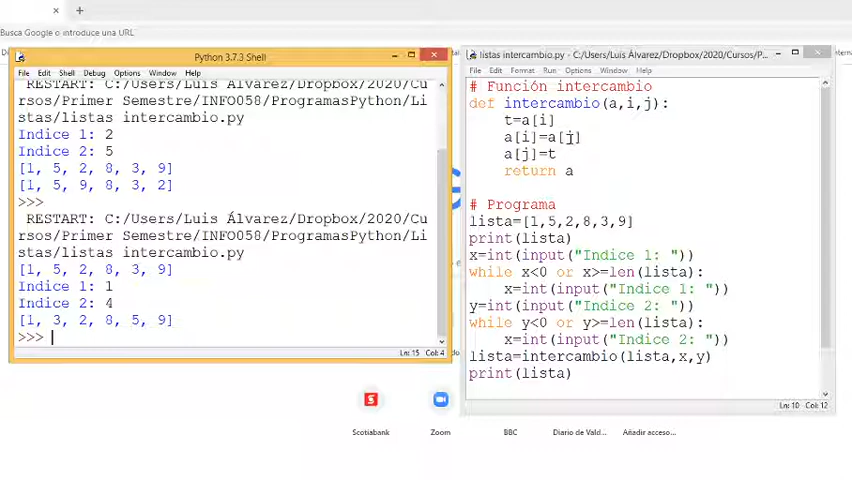 Busca Google o introduce una URL
Python 3.7.3 Shell
File Edit Shell Debug Options Window Help
RESTART: C:/Users/Luis Álvarez/Dropbox/2020/Cu
rsos/Primer Semestre/INFO058/ProgramasPython/Li
stas/listas intercambio.py
Indice 1: 2
Indice 2: 5
[1, 5, 2, 8, 3, 9]
[1, 5, 9, 8, 3, 2]
>>>
RESTART: C:/Users/Luis Álvarez/Dropbox/2020/Cu
rsos/Primer Semestre/INFO058/ProgramasPython/Li
stas/listas intercambio.py
[1, 5, 2, 8, 3, 9]
Indice 1: 1
Indice 2: 4
[1, 3, 2, 8, 5, 9]
>>>
Ln: 15 Col: 4
listas intercambio.py - C:/Users/Luis Álvarez/Dropbox/2020/Cursos/P...
File Edit Format Run Options Window Help
# Función intercambio
def intercambio(a,i,j):
t=a[i]
a[i]=a[j]
a[j]=t
return a
# Programa
lista=[1,5,2,8,3,9]
print(lista)
x=int(input("Indice 1: "))
while x<0 or x>=len(lista):
x=int(input("Indice 1: "))
y=int(input("Indice 2: "))
while y<0 or y>=len(lista):
x=int(input("Indice 2: "))
lista=intercambio(lista,x,y)
print(lista)
Ln: 10 Col: 12
Scotiabank
Zoom
BBC
Diario de Vald...
Añadir acceso...